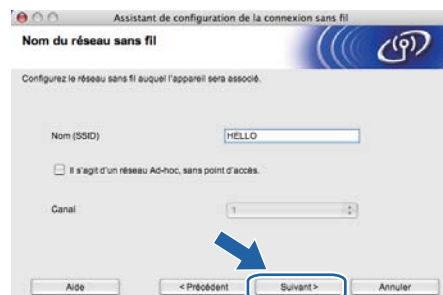 Assistant de configuration de la connexion sans fil
Nom du réseau sans fil
Configurez le réseau sans fil auquel l'appareil sera associé.
Nom (SSID)
HELLO
Il s'agit d'un réseau Ad-hoc, sans point d'accès.
Canal
1
Aide
< Précédent
Suivant >
Annuler